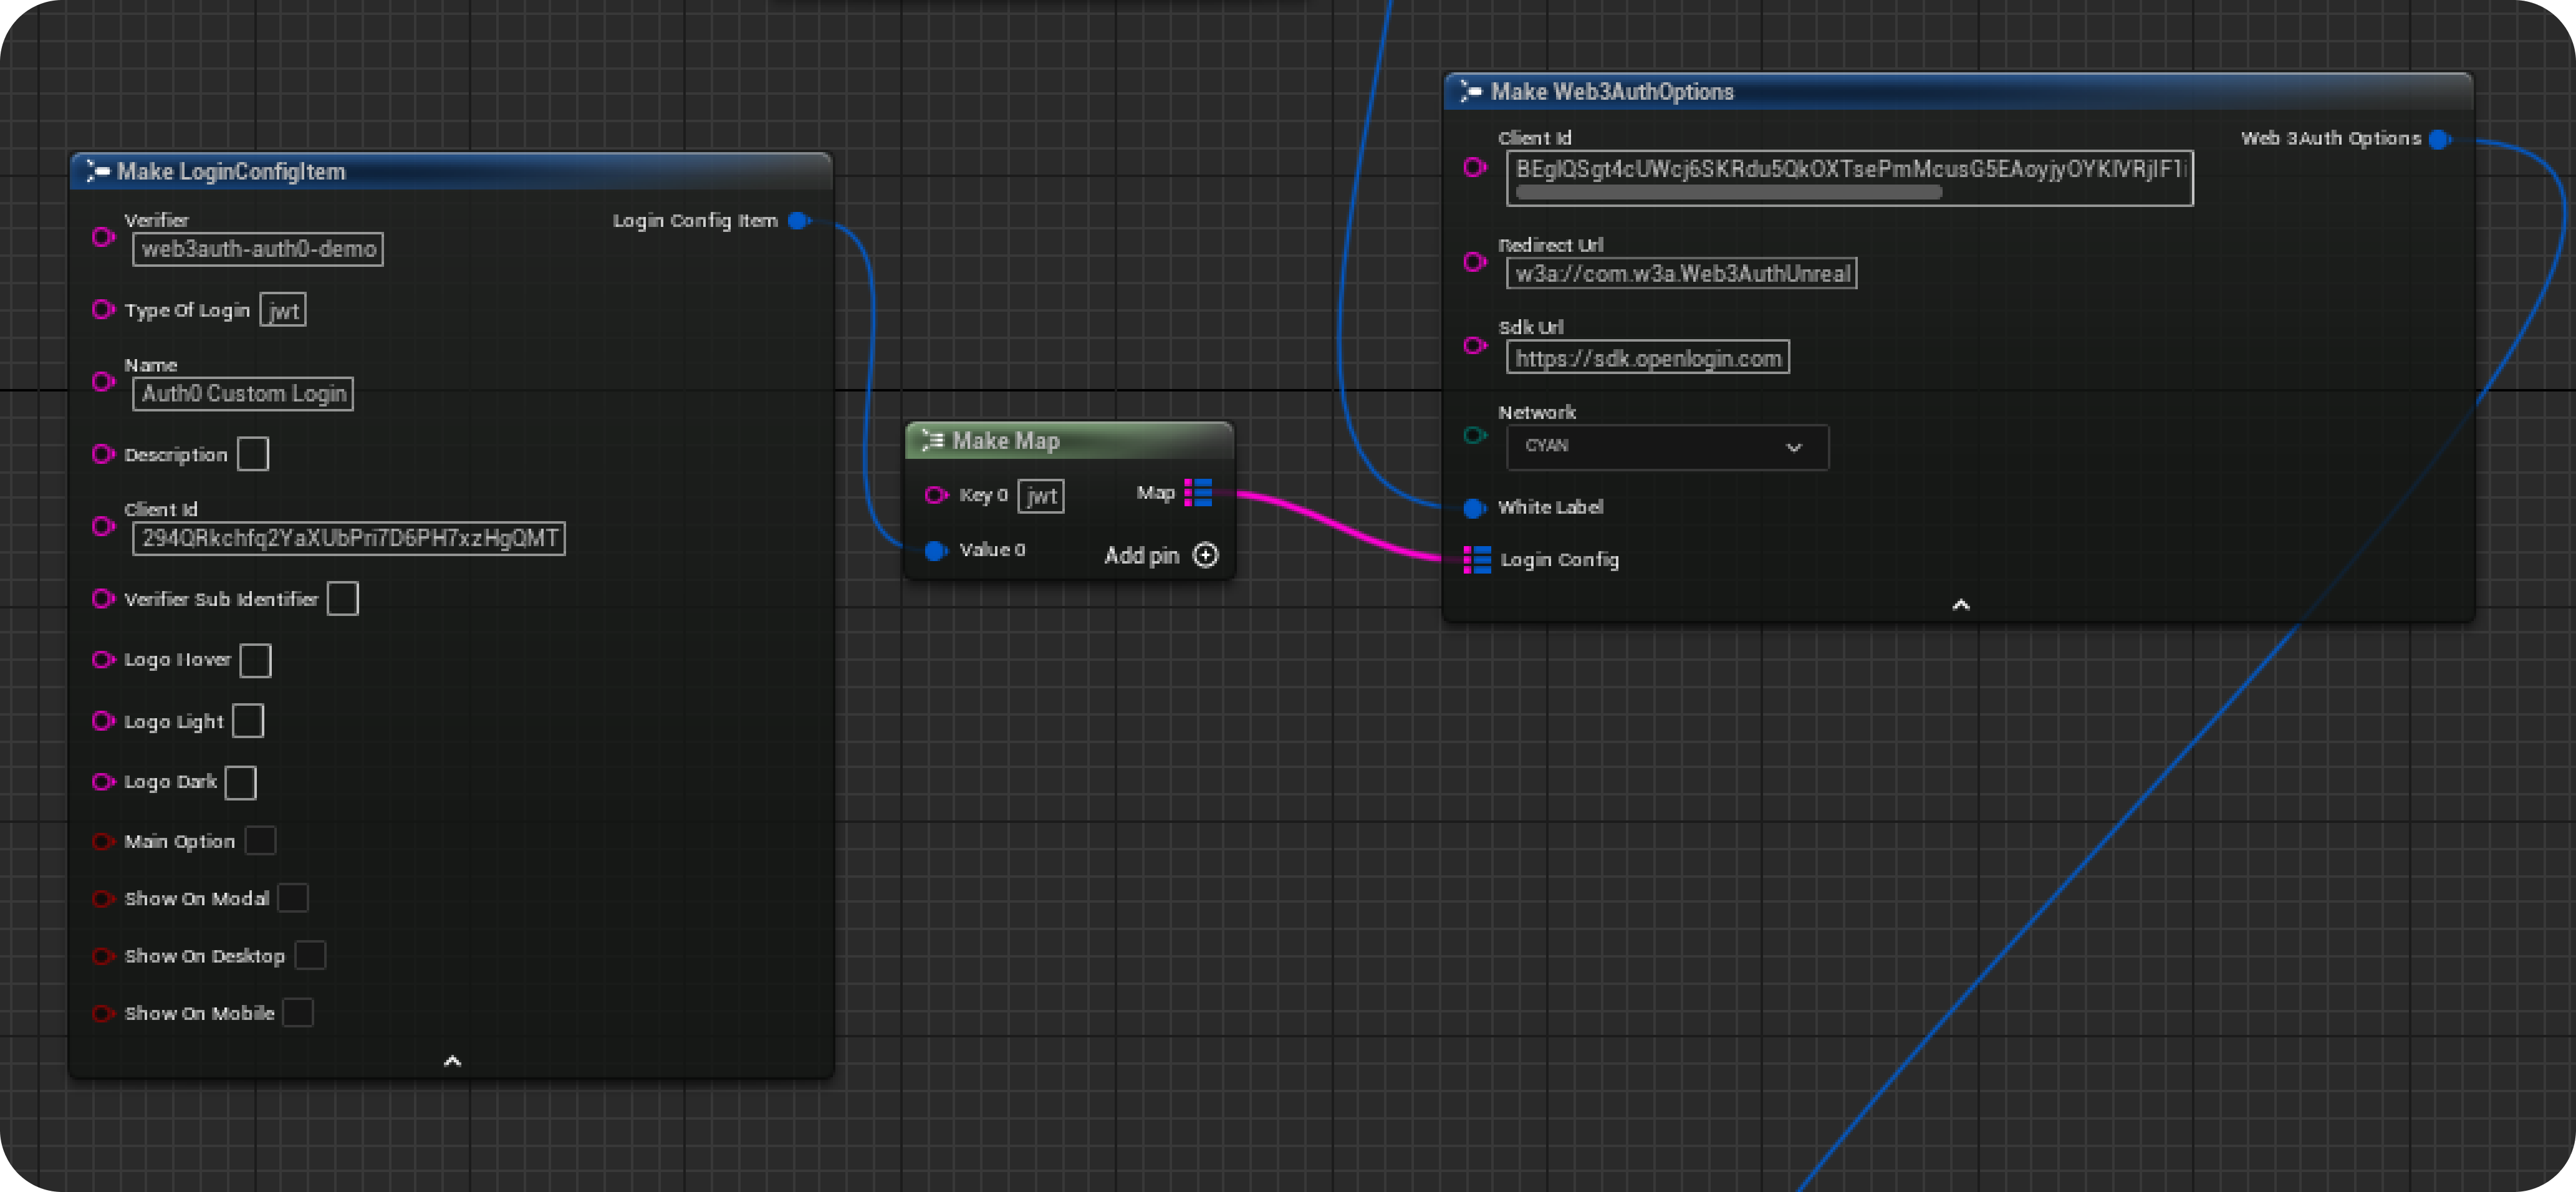 Make LoginConfigItem
Verifier
web3auth-auth0-demo
Login Config Item
Type Of Login jwt
Name
Auth0 Custom Login
Description
Client Id
294QRkchfq2YaXUbPri7D6PH7xzHgQMT
Verifier Sub Identifier
Logo Hover
Logo Light
Logo Dark
Main Option
Show On Modal
Show On Desktop
Show On Mobile
Make Map
Key 0 jwt
Map
Value 0
Add pin
Make Web3AuthOptions
Client Id
BEglQSgt4cUWcj6SKRdu5QkOXTsePmMcusG5EAoyjyOYKlVRjIF1i
Web 3Auth Options
Redirect Url
w3a://com.w3a.Web3AuthUnreal
Sdk Url
https://sdk.openlogin.com
Network
CYAN
White Label
Login Config